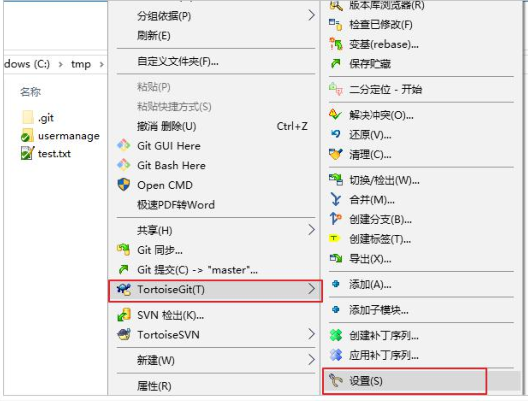 dows (C:) > tmp >
名称
.git
usermanage
test.txt
分组依据(P)
刷新(E)
自定义文件夹(F)...
粘贴(P)
粘贴快捷方式(S)
撤消 删除(U) Ctrl+Z
Git GUI Here
Git Bash Here
Open CMD
极速PDF转Word
共享(H)
Git 同步...
Git 提交(C) -> "master"...
TortoiseGit(T)
SVN 检出(K)...
TortoiseSVN
新建(W)
属性(R)
版本库浏览器(R)
检查已修改(F)
变基(rebase)...
保存贮藏
二分定位 - 开始
解决冲突(O)...
还原(V)...
清理(C)...
切换/检出(W)...
合并(M)...
创建分支(B)...
创建标签(T)...
导出(X)...
添加(A)...
添加子模块...
创建补丁序列...
应用补丁序列...
设置(S)